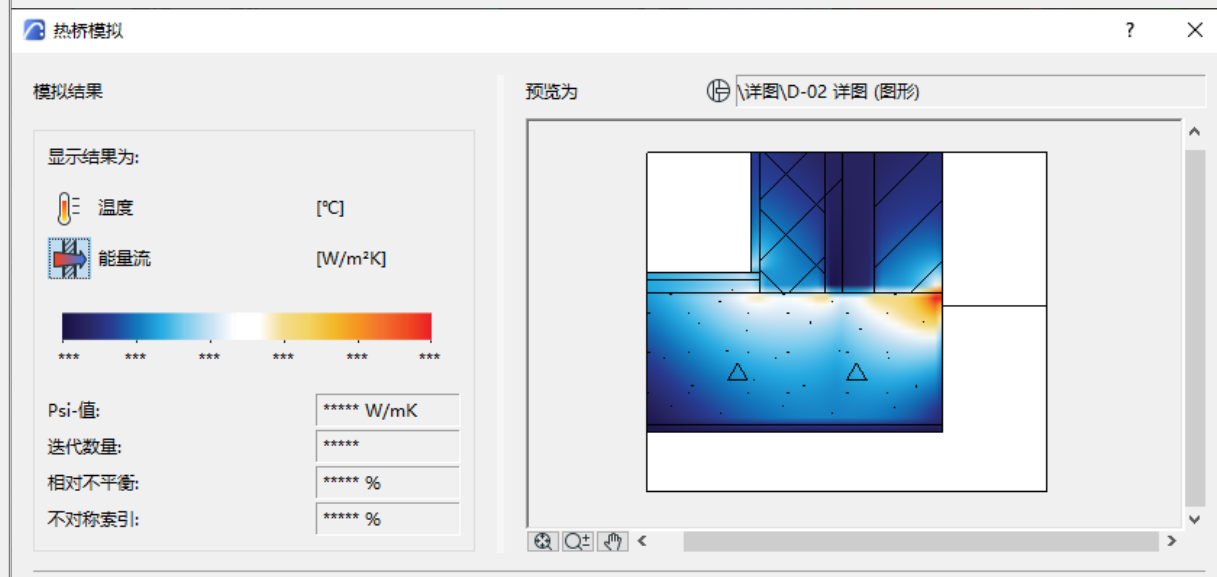 热桥模拟
?
模拟结果
预览为
\详图\D-02 详图 (图形)
显示结果为:
温度 [℃]
能量流 [W/m²K]
*** *** *** *** *** ***
Psi-值: ***** W/mK
迭代数量: *****
相对不平衡: ***** %
不对称索引: ***** %